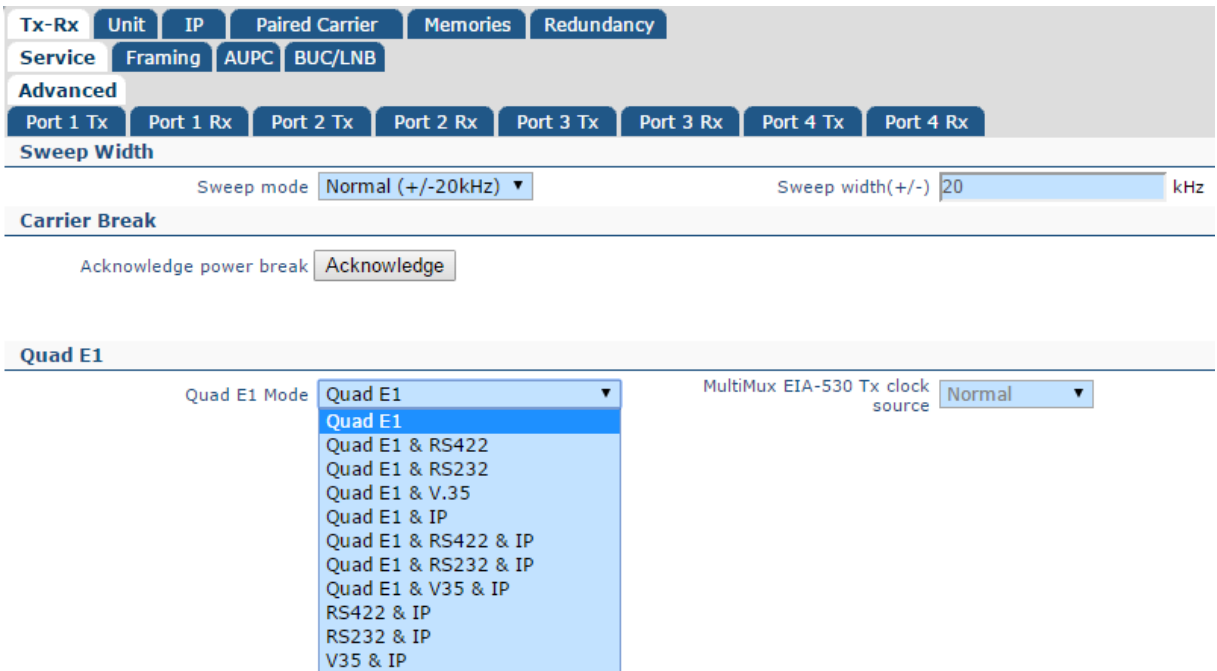 Tx-Rx Unit IP Paired Carrier Memories Redundancy
Service Framing AUPC BUC/LNB
Advanced
Port 1 Tx Port 1 Rx Port 2 Tx Port 2 Rx Port 3 Tx Port 3 Rx Port 4 Tx Port 4 Rx
Sweep Width
Sweep mode Normal (+/-20kHz) Sweep width(+/-) 20 kHz
Carrier Break
Acknowledge power break Acknowledge
Quad E1
Quad E1 Mode Quad E1
MultiMux EIA-530 Tx clock
source Normal
Quad E1
Quad E1 & RS422
Quad E1 & RS232
Quad E1 & V.35
Quad E1 & IP
Quad E1 & RS422 & IP
Quad E1 & RS232 & IP
Quad E1 & V35 & IP
RS422 & IP
RS232 & IP
V35 & IP